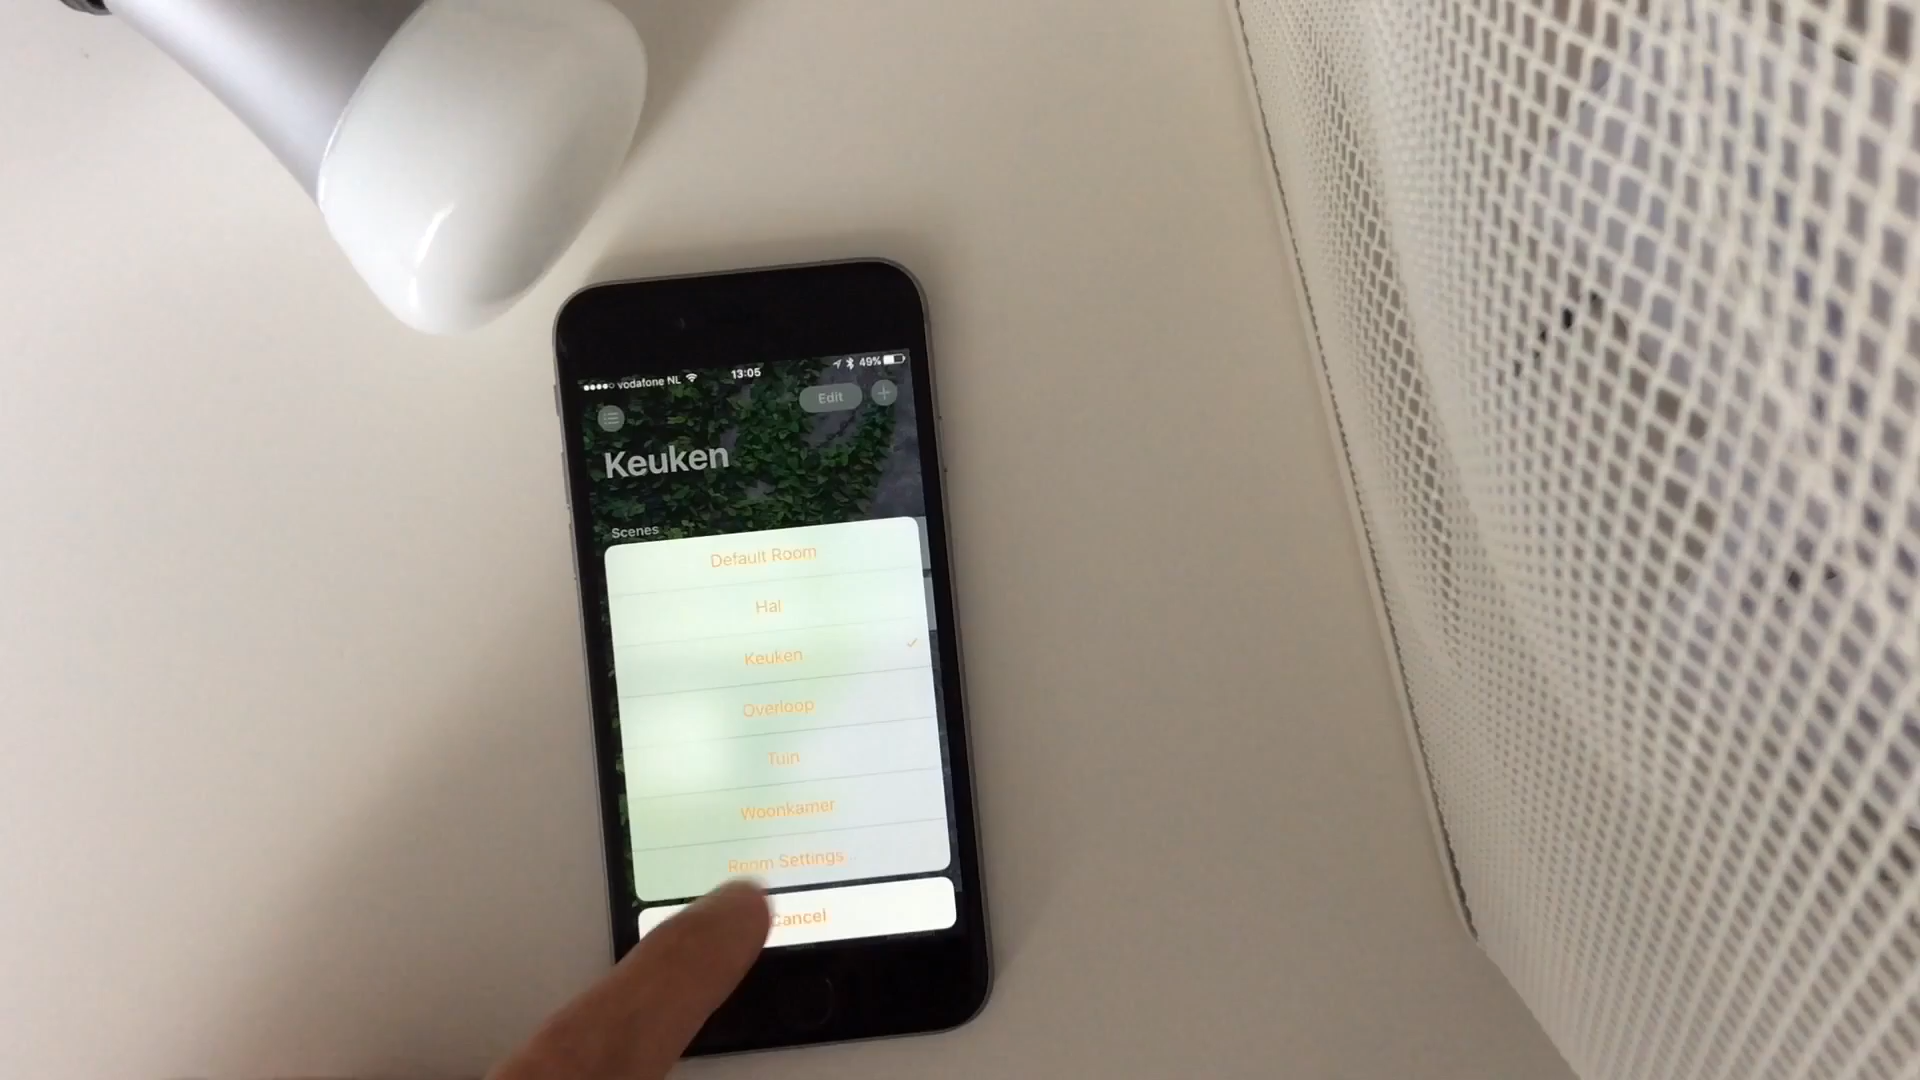 vodafone NL 13:05 49%
Edit
Keuken
Scenes
Default Room
Hal
Keuken
Overloop
Tuin
Woonkamer
Room Settings
Cancel